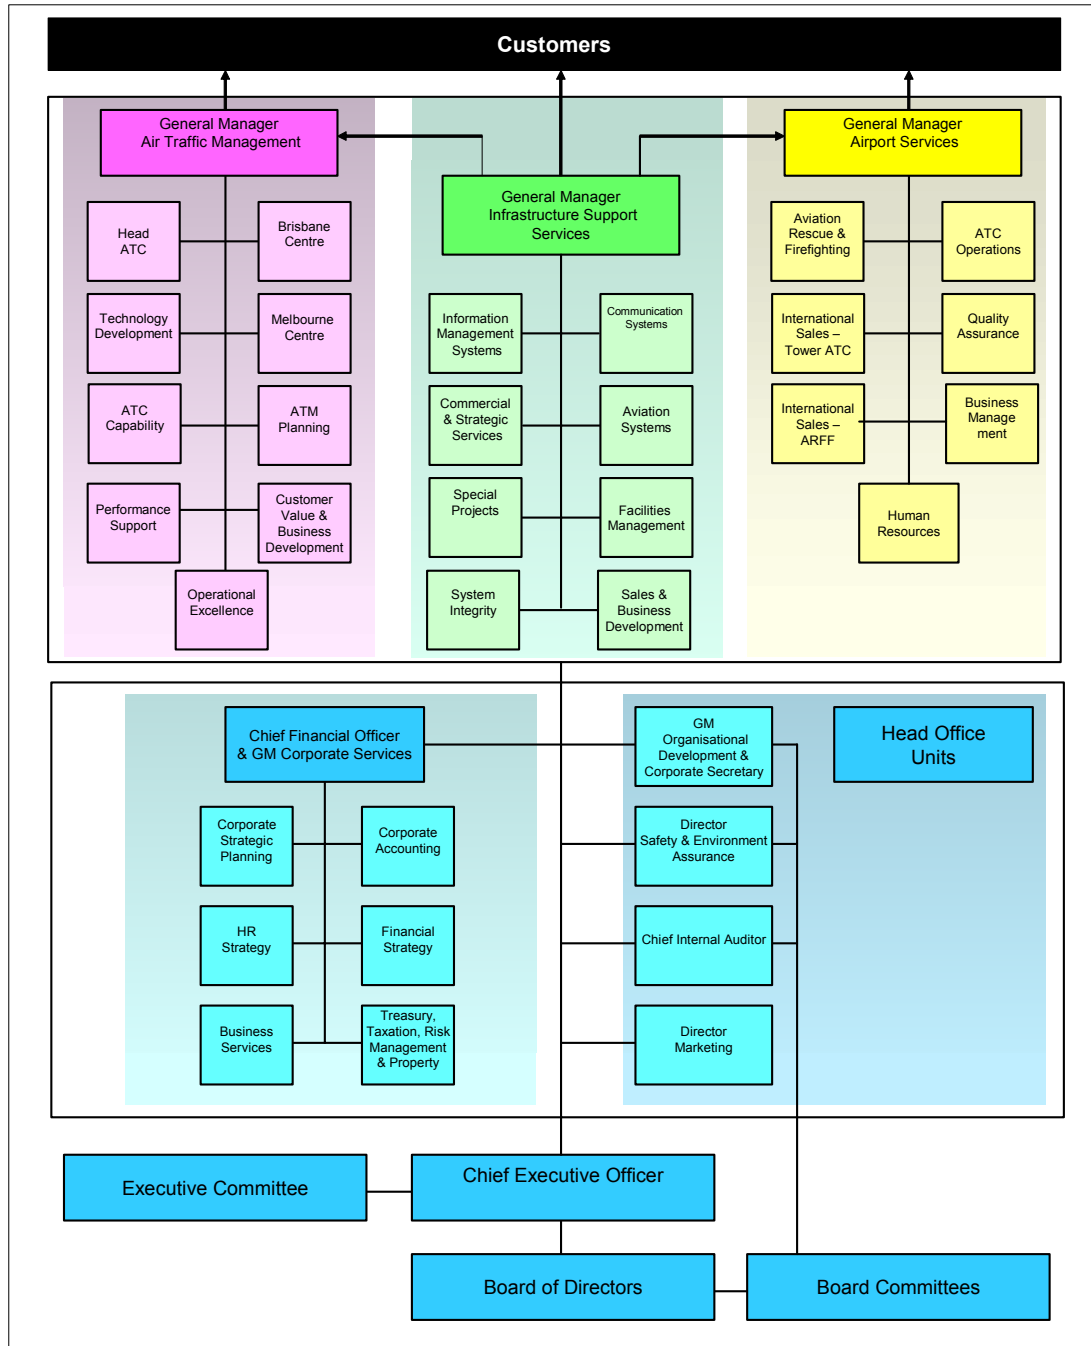 Customers
General Manager
Air Traffic Management
General Manager
Infrastructure Support
Services
General Manager
Airport Services
Head
ATC
Brisbane
Centre
Technology
Development
Melbourne
Centre
ATC
Capability
ATM
Planning
Performance
Support
Customer
Value &
Business
Development
Operational
Excellence
Information
Management
Systems
Communication
Systems
Commercial
& Strategic
Services
Aviation
Systems
Special
Projects
Facilities
Management
System
Integrity
Sales &
Business
Development
Aviation
Rescue &
Firefighting
ATC
Operations
International
Sales –
Tower ATC
Quality
Assurance
International
Sales –
ARFF
Business
Manage
ment
Human
Resources
Chief Financial Officer
& GM Corporate Services
Corporate
Strategic
Planning
Corporate
Accounting
HR
Strategy
Financial
Strategy
Business
Services
Treasury,
Taxation, Risk
Management
& Property
GM
Organisational
Development &
Corporate Secretary
Head Office
Units
Director
Safety & Environment
Assurance
Chief Internal Auditor
Director
Marketing
Executive Committee
Chief Executive Officer
Board of Directors
Board Committees